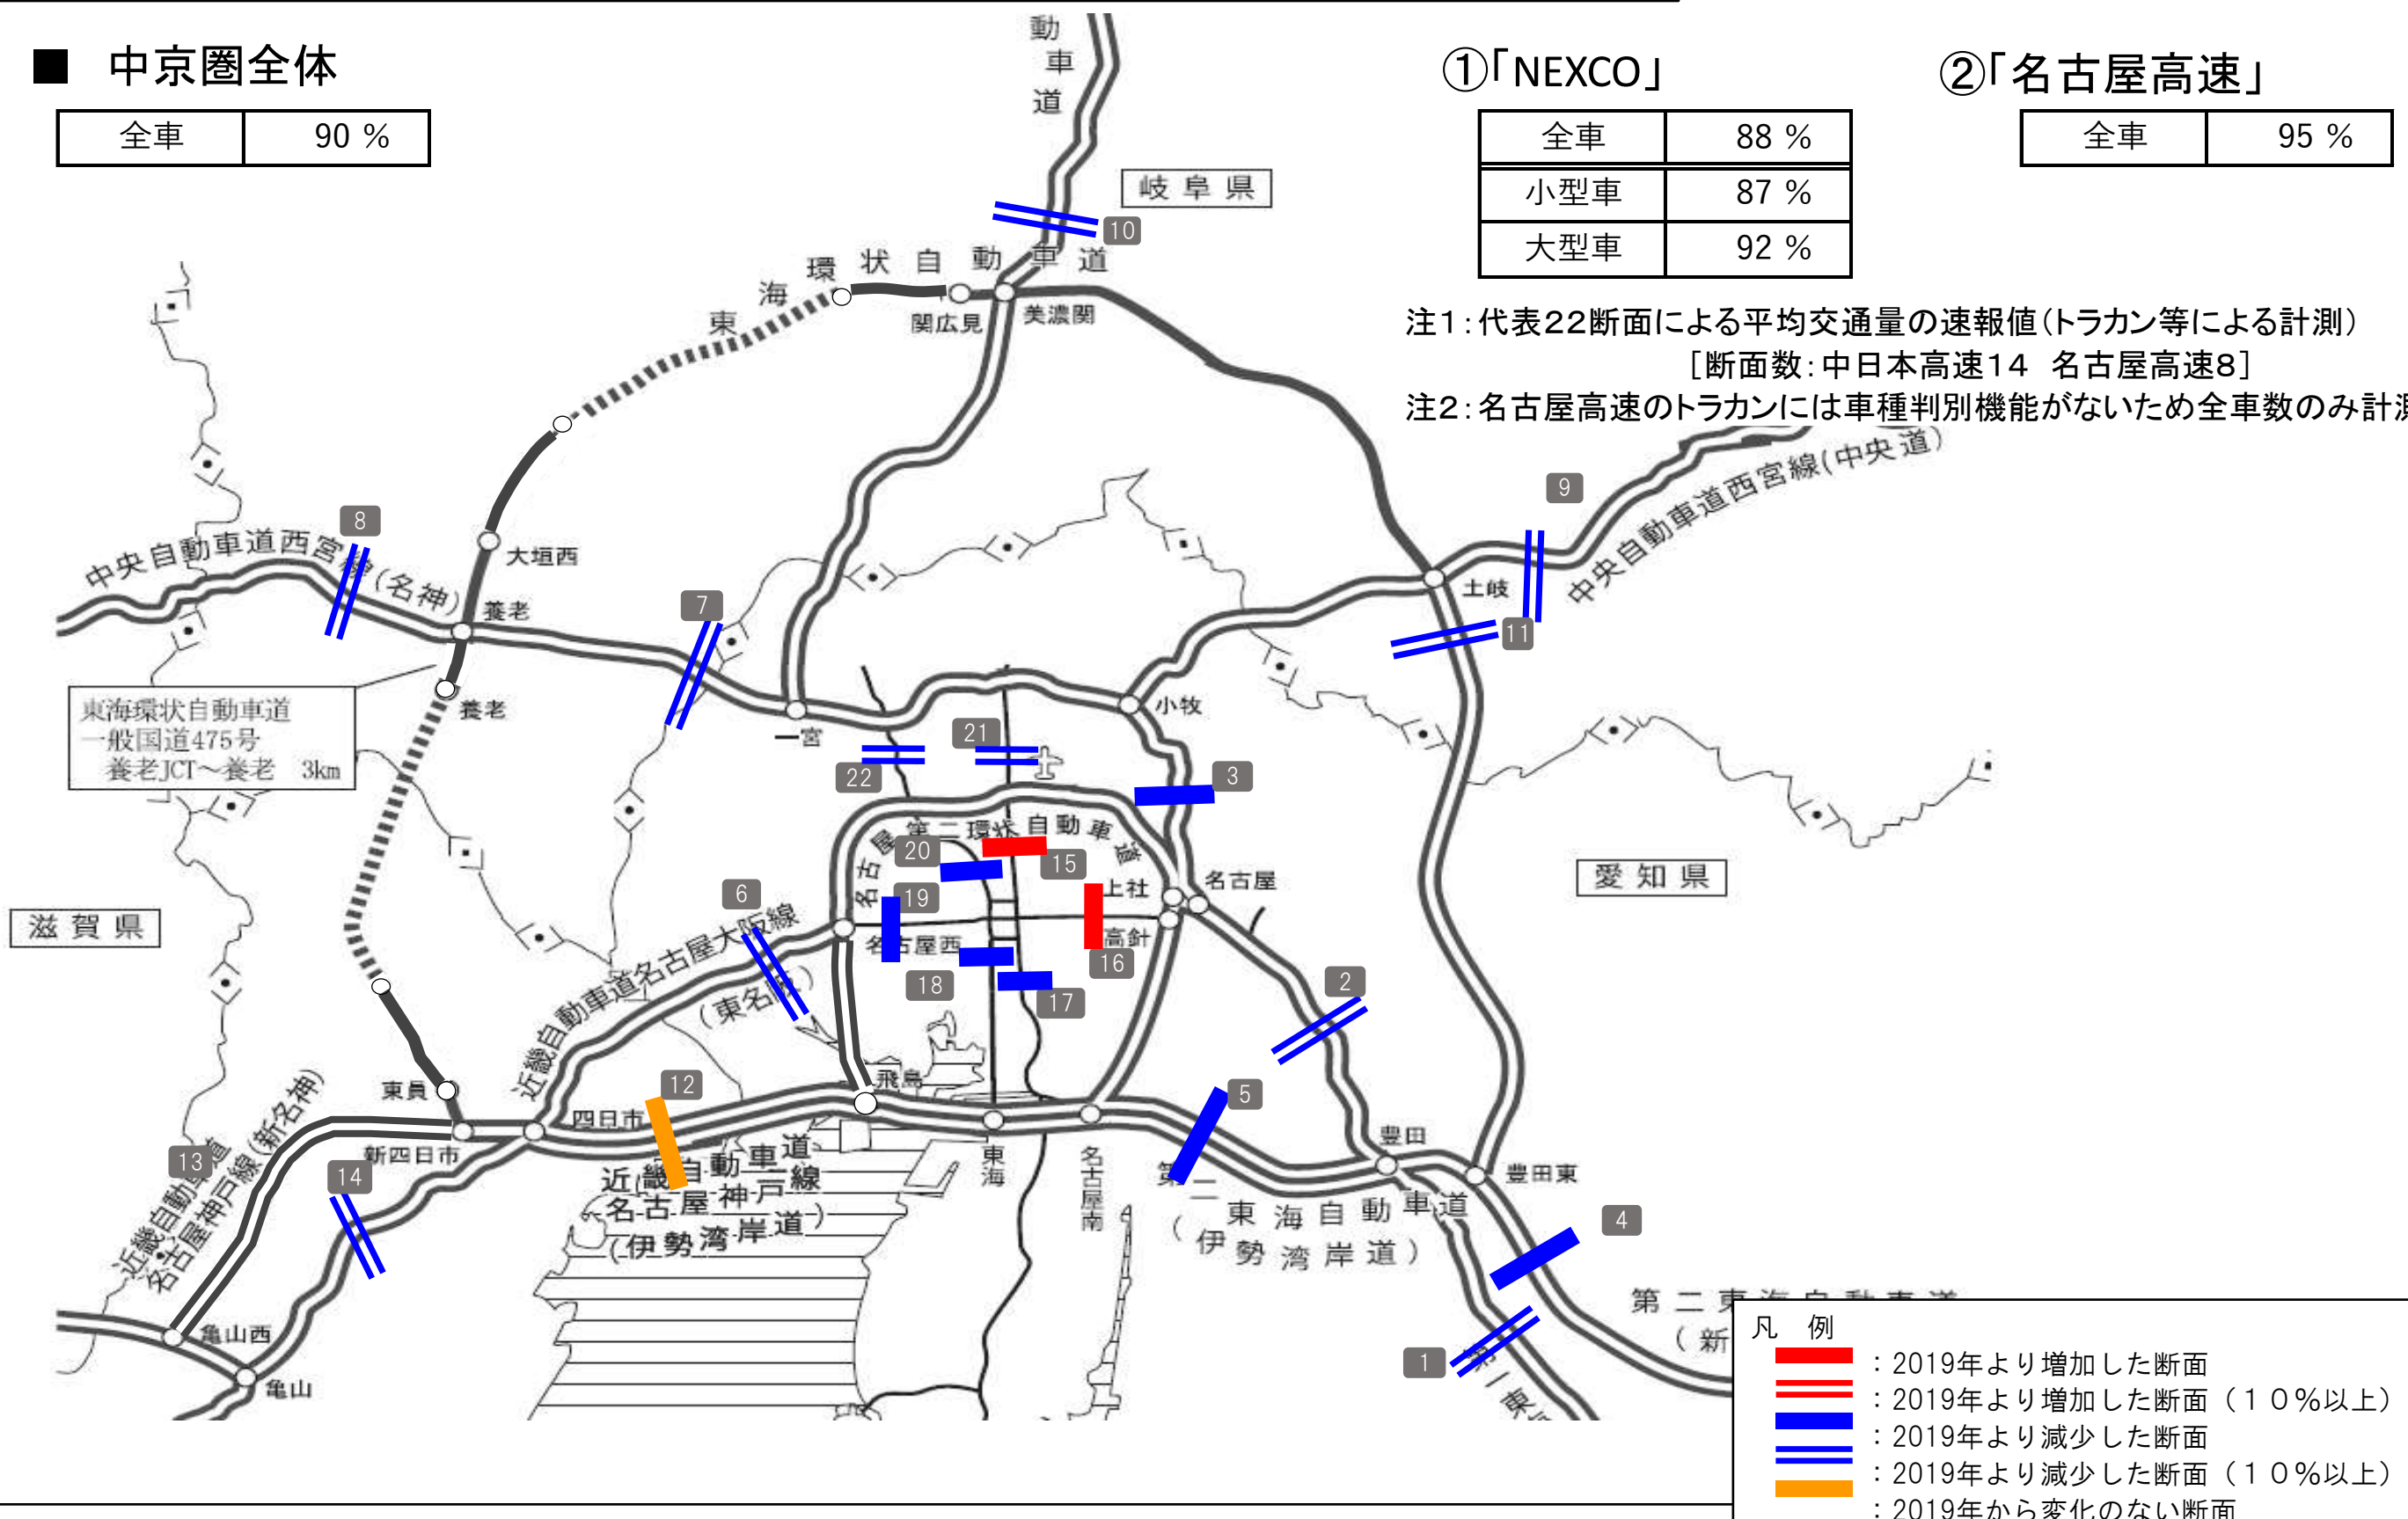 ■ 中京圏全体
全車 90 %
①「NEXCO」
全車 88 %
小型車 87 %
大型車 92 %
②「名古屋高速」
全車 95 %
注1:代表22断面による平均交通量の速報値(トラカン等による計測)
[断面数:中日本高速14 名古屋高速8]
注2:名古屋高速のトラカンには車種判別機能がないため全車数のみ計測
動車道
岐阜県
10
東海環状自動車道
関広見
美濃関
9
中央自動車道西宮線(中央道)
8
中央自動車道西宮線(名神)
大垣西
養老
7
土岐
11
東海環状自動車道
一般国道475号
養老JCT～養老 3km
養老
一宮
小牧
21
22
3
名古屋第二環状自動車道
20
15
上社
名古屋
愛知県
滋賀県
6
19
名古屋西
高針
16
近畿自動車道名古屋大阪線
(東名阪)
18
17
2
東員
12
飛島
5
四日市
新四日市
東海
名古屋南
豊田
豊田東
13
14
近畿自動車道
名古屋神戸線(新名神)
近畿自動車道
名古屋神戸線
(伊勢湾岸道)
第二東海自動車道
(伊勢湾岸道)
4
亀山西
亀山
1
第一東
第二東海自動車道
(新
凡 例
:2019年より増加した断面
:2019年より増加した断面(10%以上)
:2019年より減少した断面
:2019年より減少した断面(10%以上)
:2019年から変化のない断面